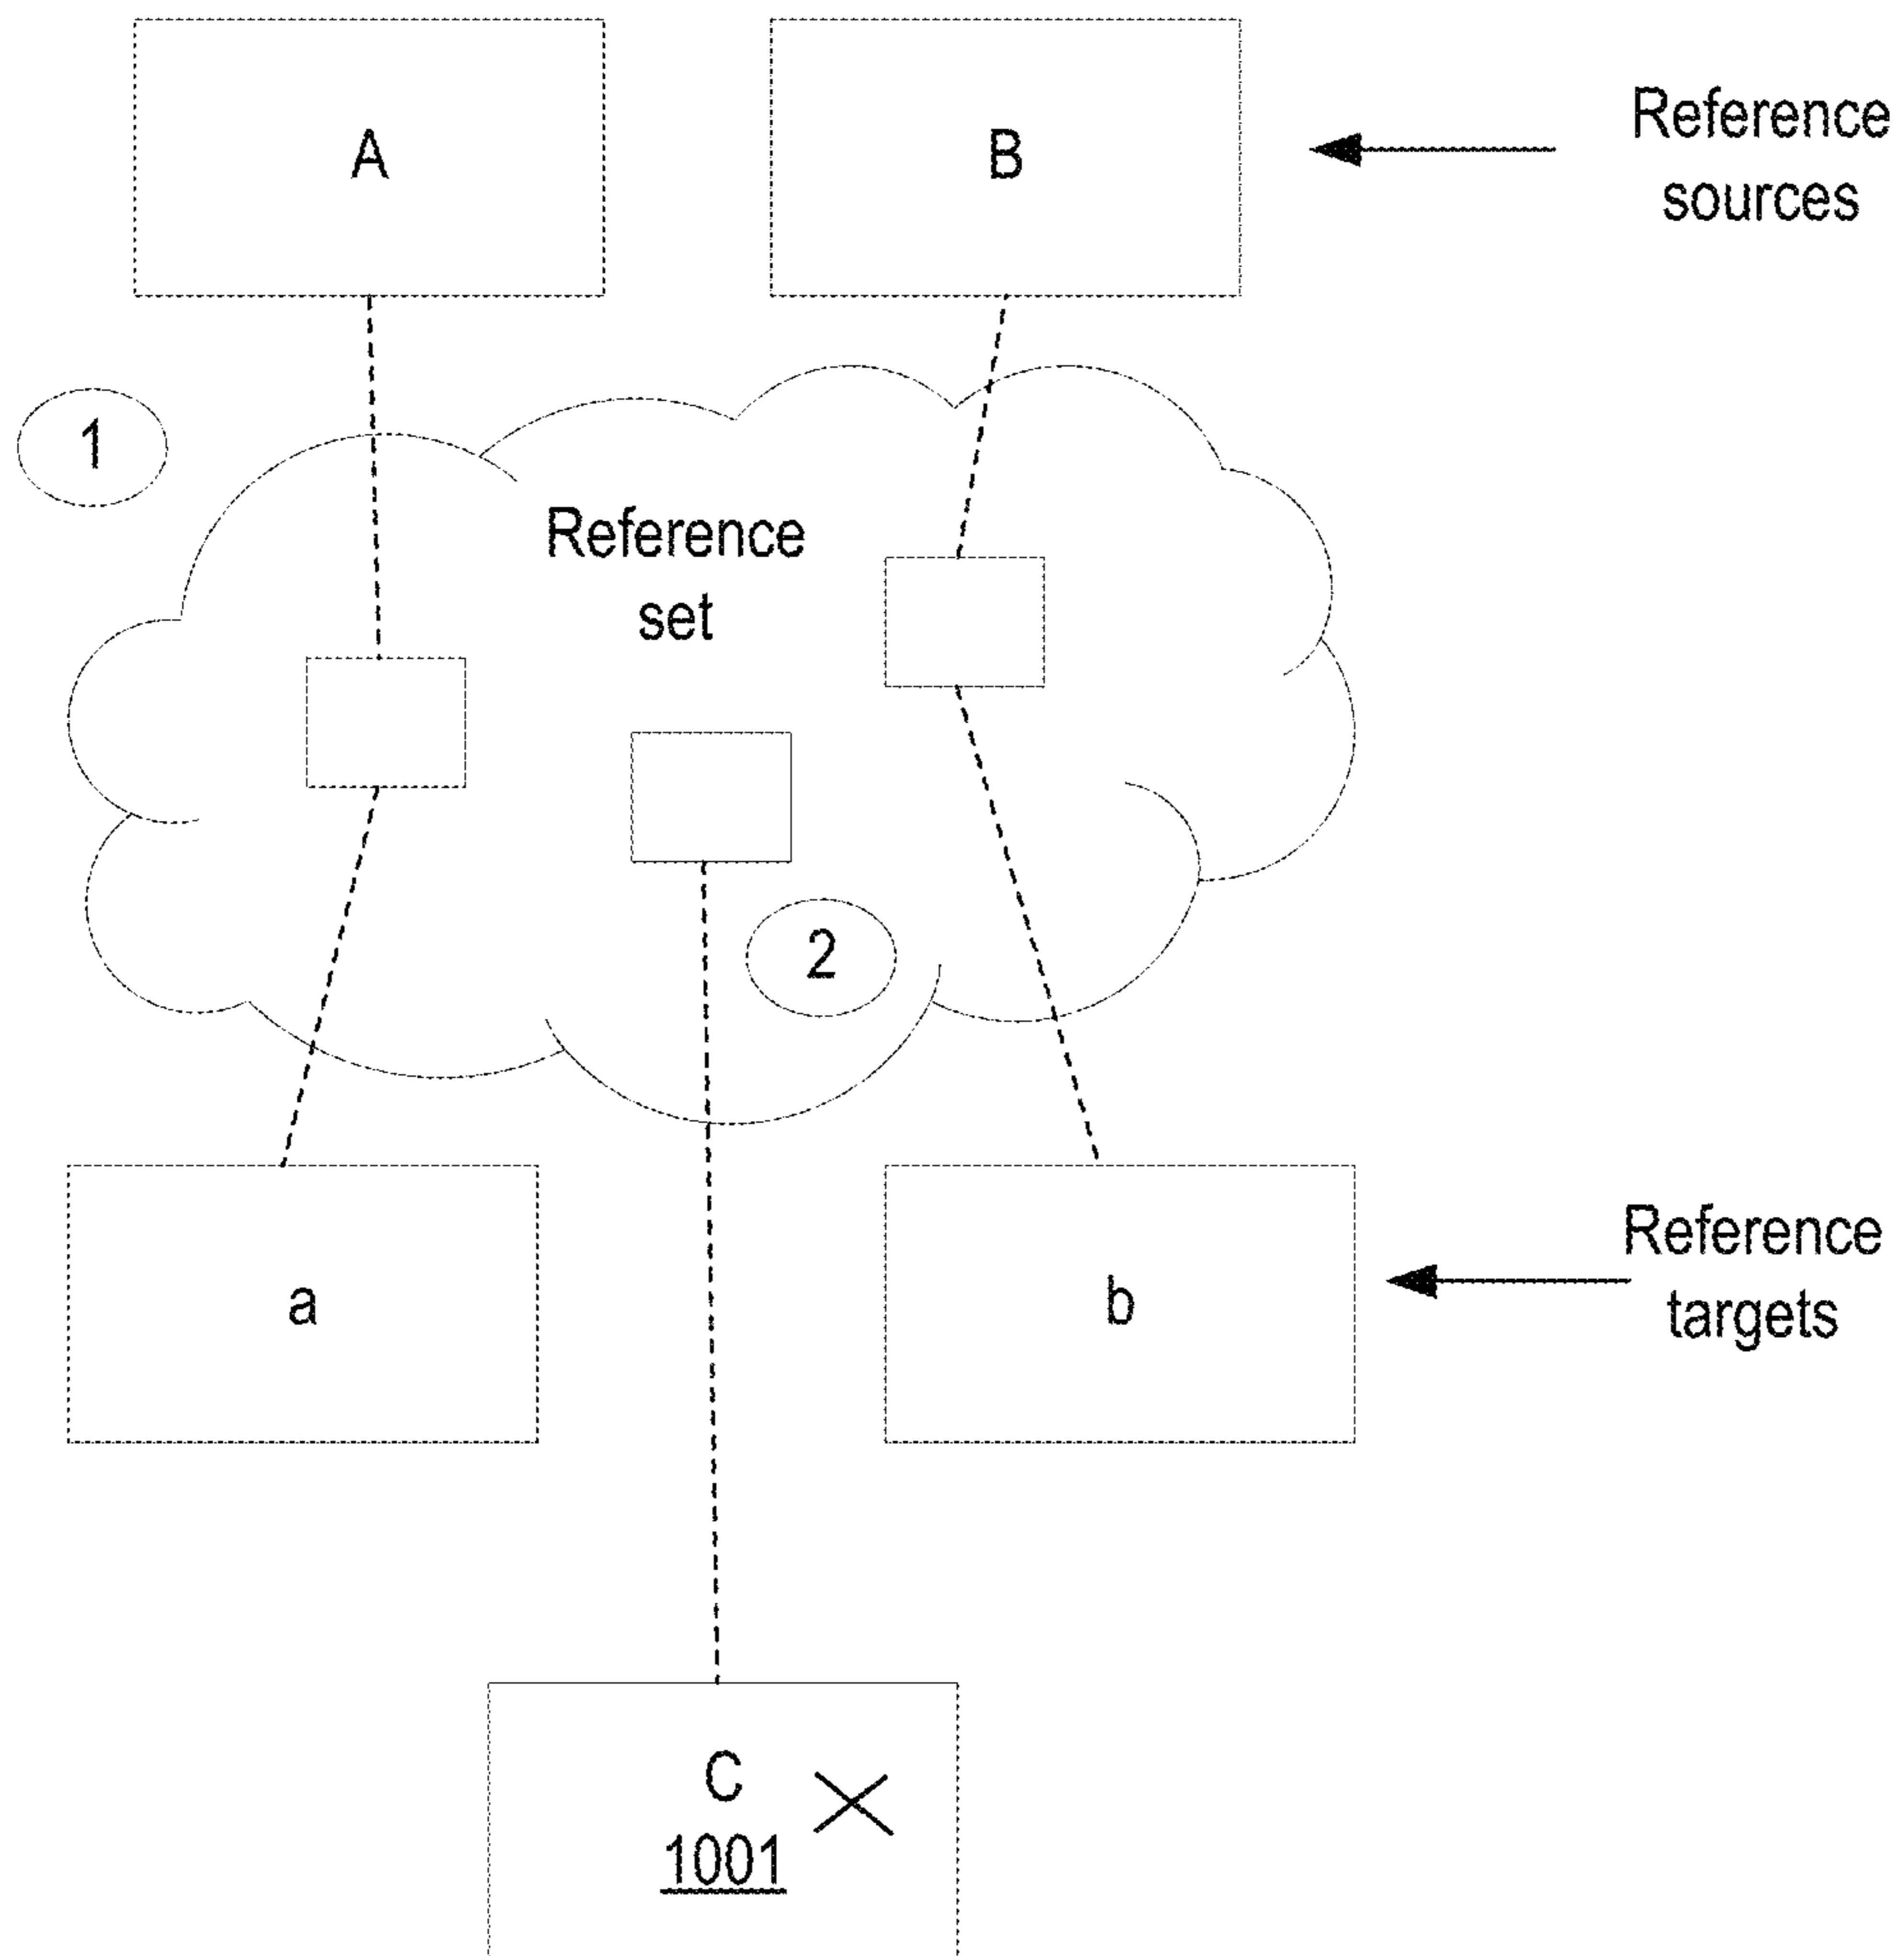 A
B
Reference
sources
1
Reference
set
2
a
b
Reference
targets
C
1001